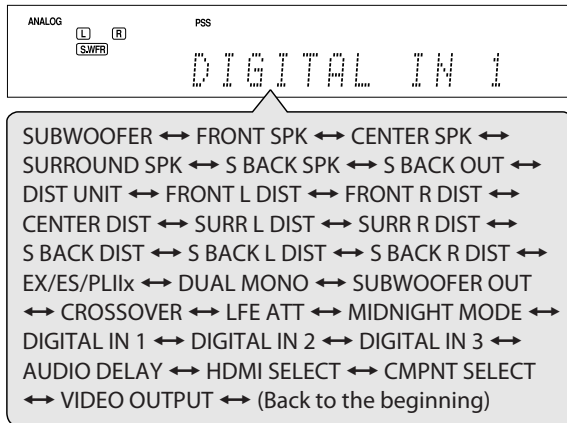 ANALOG
PSS
L R
S.WFR
DIGITAL IN 1
SUBWOOFER ↔ FRONT SPK ↔ CENTER SPK ↔
SURROUND SPK ↔ S BACK SPK ↔ S BACK OUT ↔
DIST UNIT ↔ FRONT L DIST ↔ FRONT R DIST ↔
CENTER DIST ↔ SURR L DIST ↔ SURR R DIST ↔
S BACK DIST ↔ S BACK L DIST ↔ S BACK R DIST ↔
EX/ES/PLIIx ↔ DUAL MONO ↔ SUBWOOFER OUT
↔ CROSSOVER ↔ LFE ATT ↔ MIDNIGHT MODE ↔
DIGITAL IN 1 ↔ DIGITAL IN 2 ↔ DIGITAL IN 3 ↔
AUDIO DELAY ↔ HDMI SELECT ↔ CMPNT SELECT
↔ VIDEO OUTPUT ↔ (Back to the beginning)